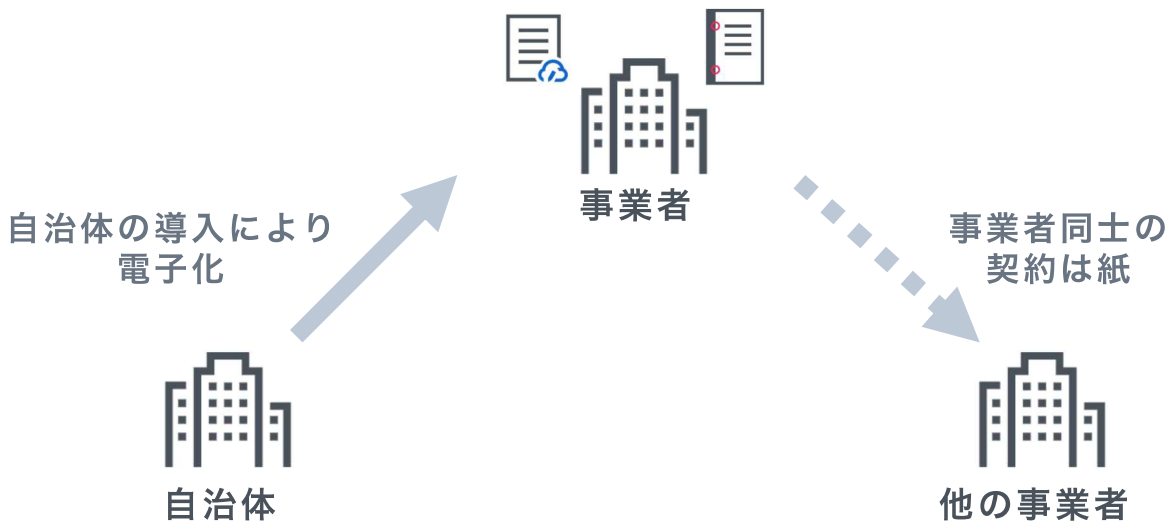 事業者
自治体の導入により
電子化
事業者同士の
契約は紙
自治体
他の事業者